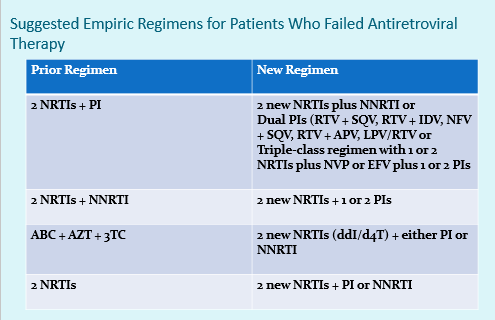 Suggested Empiric Regimens for Patients Who Failed Antiretroviral
Therapy
Prior Regimen
New Regimen
2 NRTIs + PI
2 new NRTIs plus NNRTI or
Dual PIs (RTV + SQV, RTV + IDV, NFV
+ SQV, RTV + APV, LPV/RTV or
Triple-class regimen with 1 or 2
NRTIs plus NVP or EFV plus 1 or 2 PIs
2 NRTIs + NNRTI
2 new NRTIs + 1 or 2 PIs
ABC + AZT + 3TC
2 new NRTIs (ddI/d4T) + either PI or
NNRTI
2 NRTIs
2 new NRTIs + PI or NNRTI